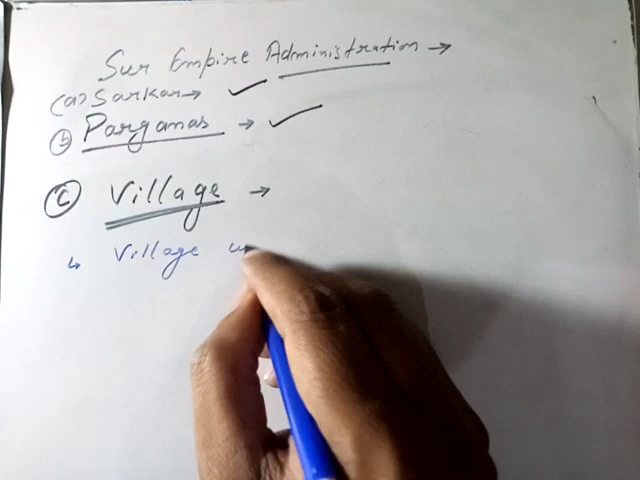 Sur Empire Administration →
(a) Sarkar → ✓
(b) Parganas → ✓
(c) Village →
↳ Village